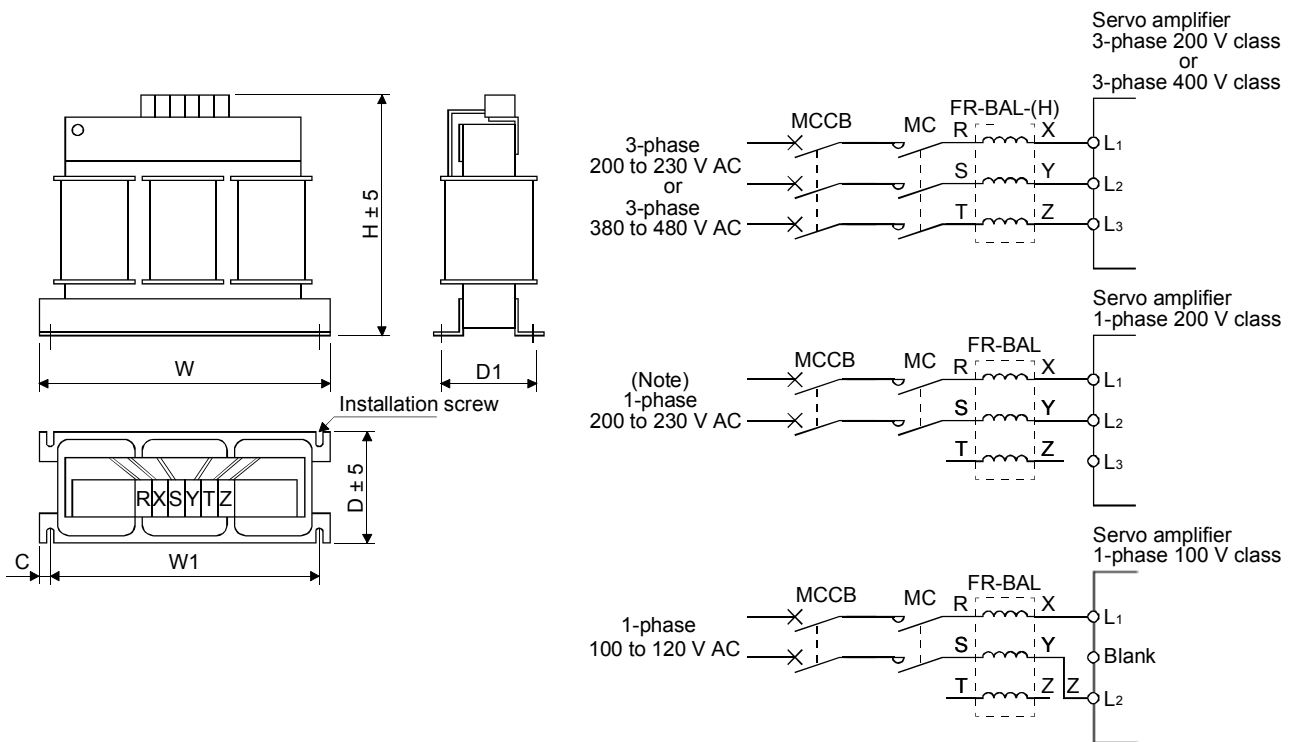 H ± 5
W
D1
Installation screw
R X S Y T Z
D ± 5
C
W1
Servo amplifier
3-phase 200 V class
or
3-phase 400 V class
FR-BAL-(H)
MCCB
MC
R
X
L1
3-phase
200 to 230 V AC
or
3-phase
380 to 480 V AC
S
Y
L2
T
Z
L3
Servo amplifier
1-phase 200 V class
FR-BAL
MCCB
MC
R
X
L1
(Note)
1-phase
200 to 230 V AC
S
Y
L2
T
Z
L3
Servo amplifier
1-phase 100 V class
FR-BAL
MCCB
MC
R
X
L1
1-phase
100 to 120 V AC
S
Y
Blank
T
Z
Z
L2